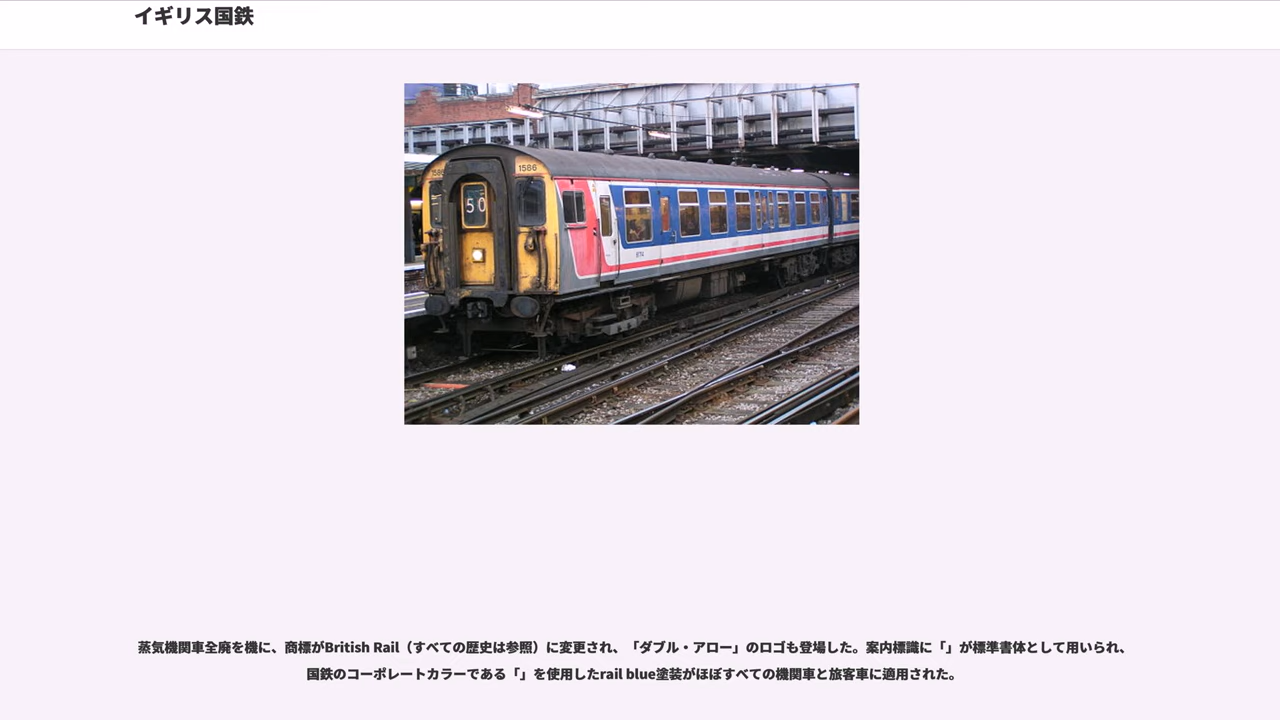 イギリス国鉄
1586
1586
50
蒸気機関車全廃を機に、商標がBritish Rail（すべての歴史は参照）に変更され、「ダブル・アロー」のロゴも登場した。案内標識に「」が標準書体として用いられ、
国鉄のコーポレートカラーである「」を使用したrail blue塗装がほぼすべての機関車と旅客車に適用された。